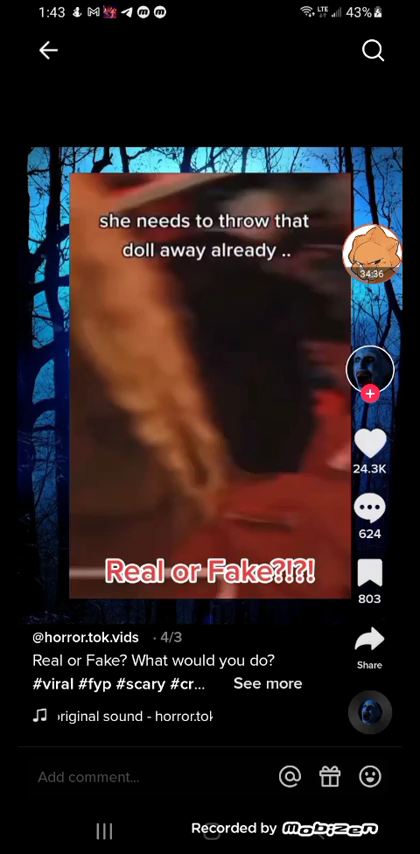 1:43
LTE
43%
she needs to throw that
doll away already ..
34:36
24.3K
624
Real or Fake?!?!
803
@horror.tok.vids · 4/3
Real or Fake? What would you do?
Share
#viral #fyp #scary #cr... See more
original sound - horror.tok
Add comment...
Recorded by mobizen